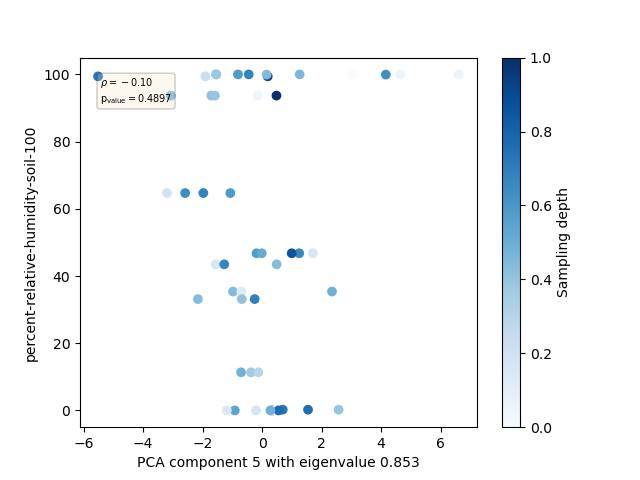 ρ = −0.10
p_value = 0.4897
100
80
60
40
20
0
percent-relative-humidity-soil-100
−6 −4 −2 0 2 4 6
PCA component 5 with eigenvalue 0.853
1.0
0.8
0.6
0.4
0.2
0.0
Sampling depth